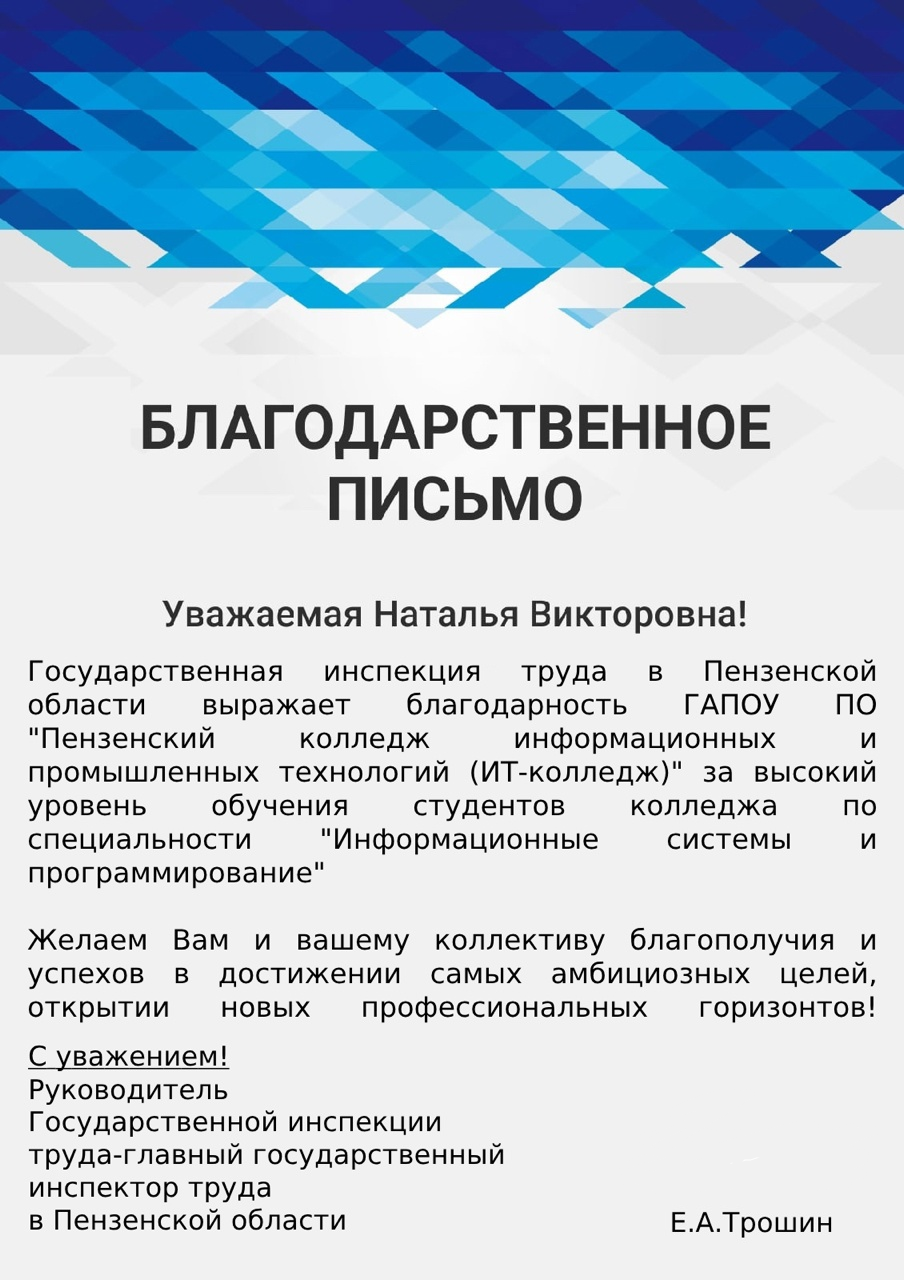 БЛАГОДАРСТВЕННОЕ
ПИСЬМО
Уважаемая Наталья Викторовна!
Государственная инспекция труда в Пензенской
области выражает благодарность ГАПОУ ПО
"Пензенский колледж информационных и
промышленных технологий (ИТ-колледж)" за высокий
уровень обучения студентов колледжа по
специальности "Информационные системы и
программирование"
Желаем Вам и вашему коллективу благополучия и
успехов в достижении самых амбициозных целей,
открытии новых профессиональных горизонтов!
С уважением!
Руководитель
Государственной инспекции
труда-главный государственный
инспектор труда
в Пензенской области Е.А.Трошин